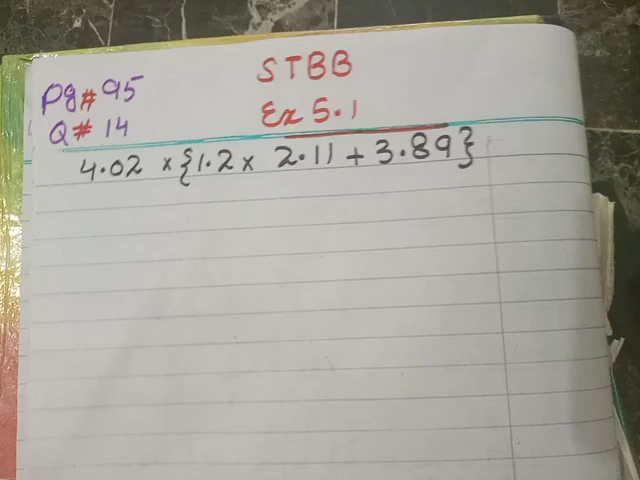 STBB
Pg# 95
Ex 5.1
Q# 14
4.02 × {1.2 × 2.11 + 3.89}